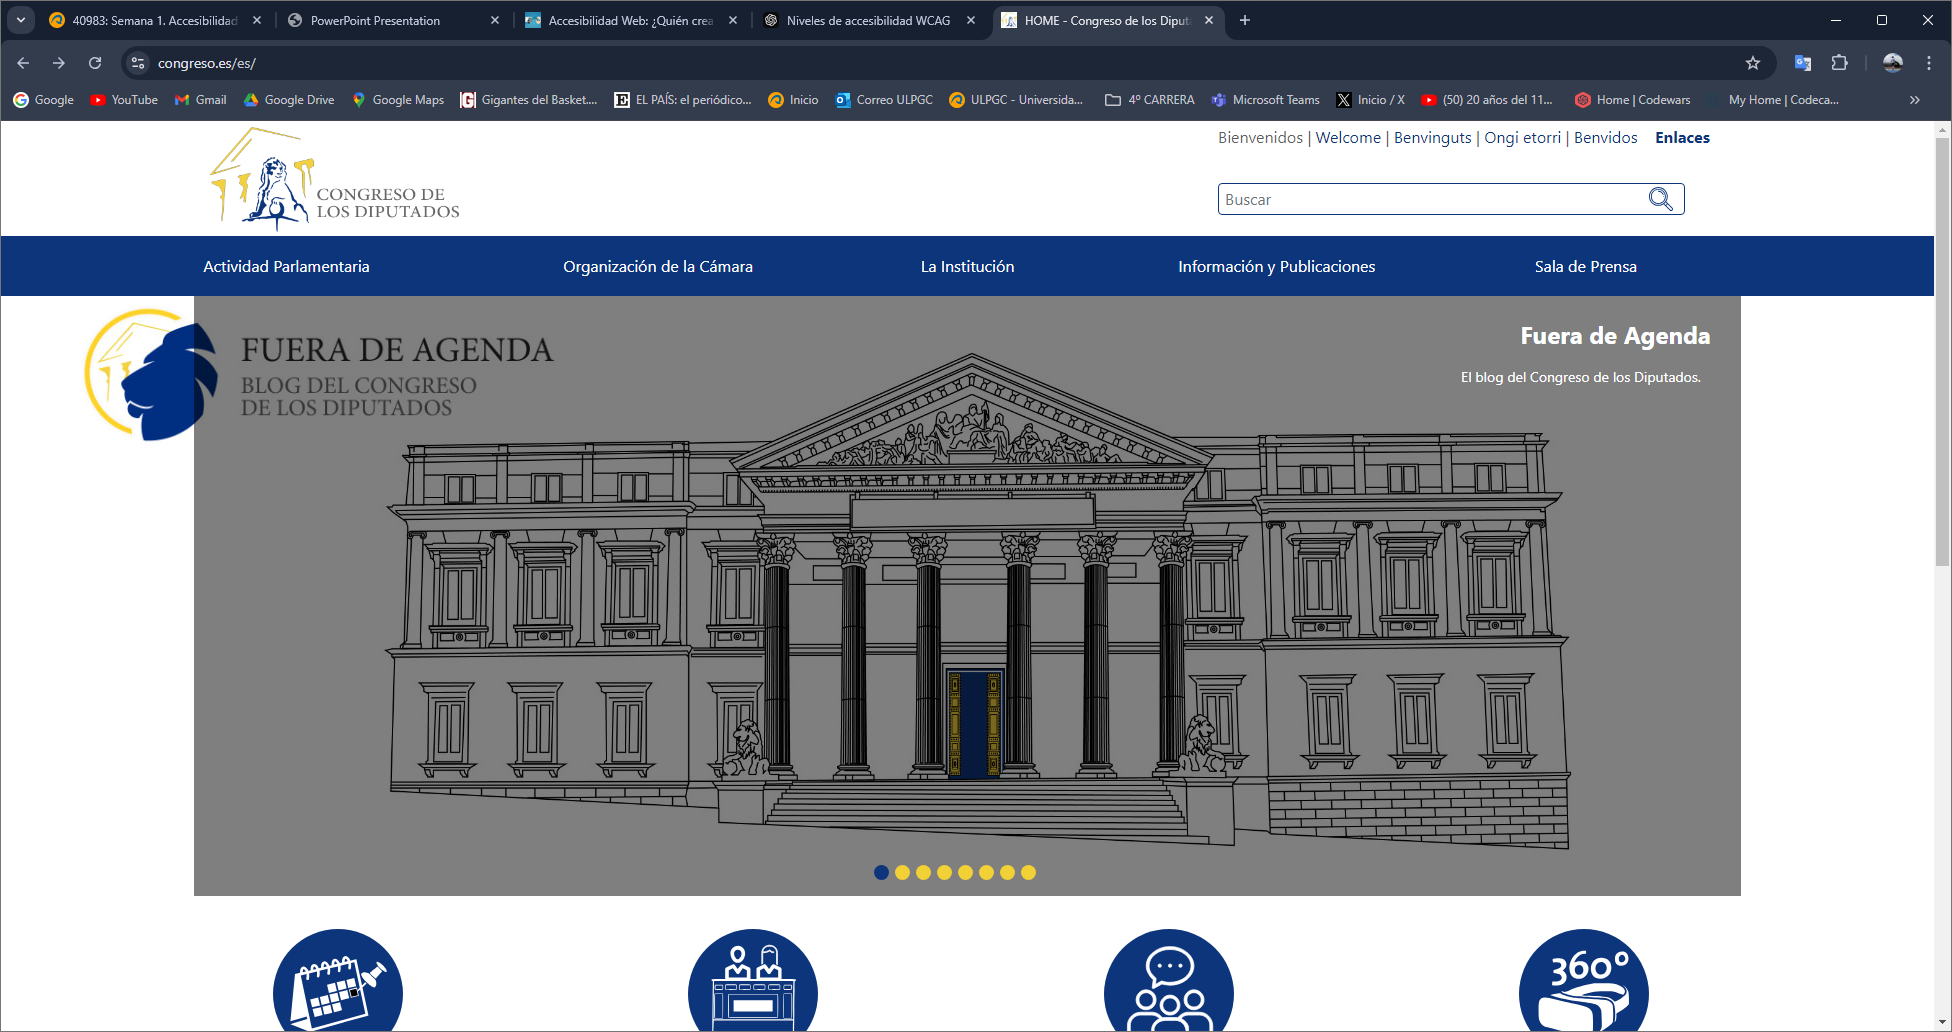 40983: Semana 1. Accesibilidad
PowerPoint Presentation
Accesibilidad Web: ¿Quién crea
Niveles de accesibilidad WCAG
HOME - Congreso de los Diput
congreso.es/es/
Google
YouTube
Gmail
Google Drive
Google Maps
Gigantes del Basket....
EL PAÍS: el periódico...
Inicio
Correo ULPGC
ULPGC - Universida...
4º CARRERA
Microsoft Teams
Inicio / X
(50) 20 años del 11...
Home | Codewars
My Home | Codeca...
CONGRESO DE
LOS DIPUTADOS
Bienvenidos | Welcome | Benvinguts | Ongi etorri | Benvidos
Enlaces
Buscar
Actividad Parlamentaria
Organización de la Cámara
La Institución
Información y Publicaciones
Sala de Prensa
FUERA DE AGENDA
BLOG DEL CONGRESO
DE LOS DIPUTADOS
Fuera de Agenda
El blog del Congreso de los Diputados.
360º